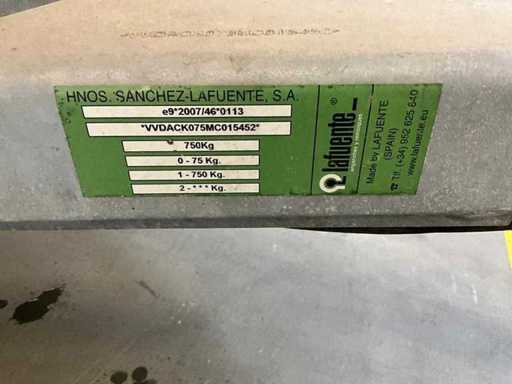 HNOS. SANCHEZ-LAFUENTE, S.A.
e9*2007/46*0113
*VVDACK075MC015452*
750Kg
0 - 75 Kg.
1 - 750 Kg.
2 - * * * Kg.
lafuente
®
Made by LAFUENTE
(SPAIN)
☎ Tlf. (+34) 952 625 640
www.lafuente.eu